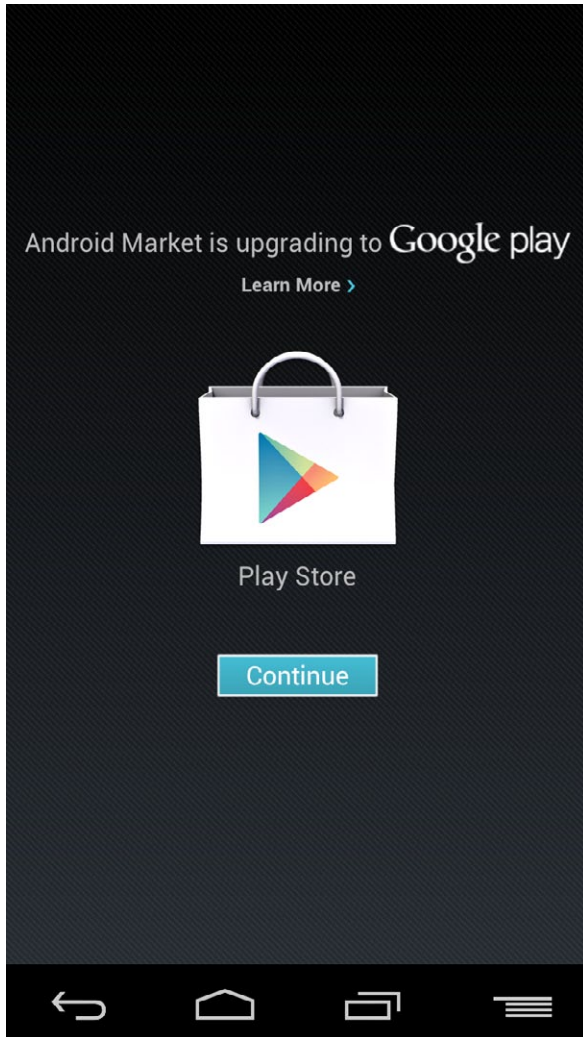 Android Market is upgrading to Google play
Learn More >
Play Store
Continue